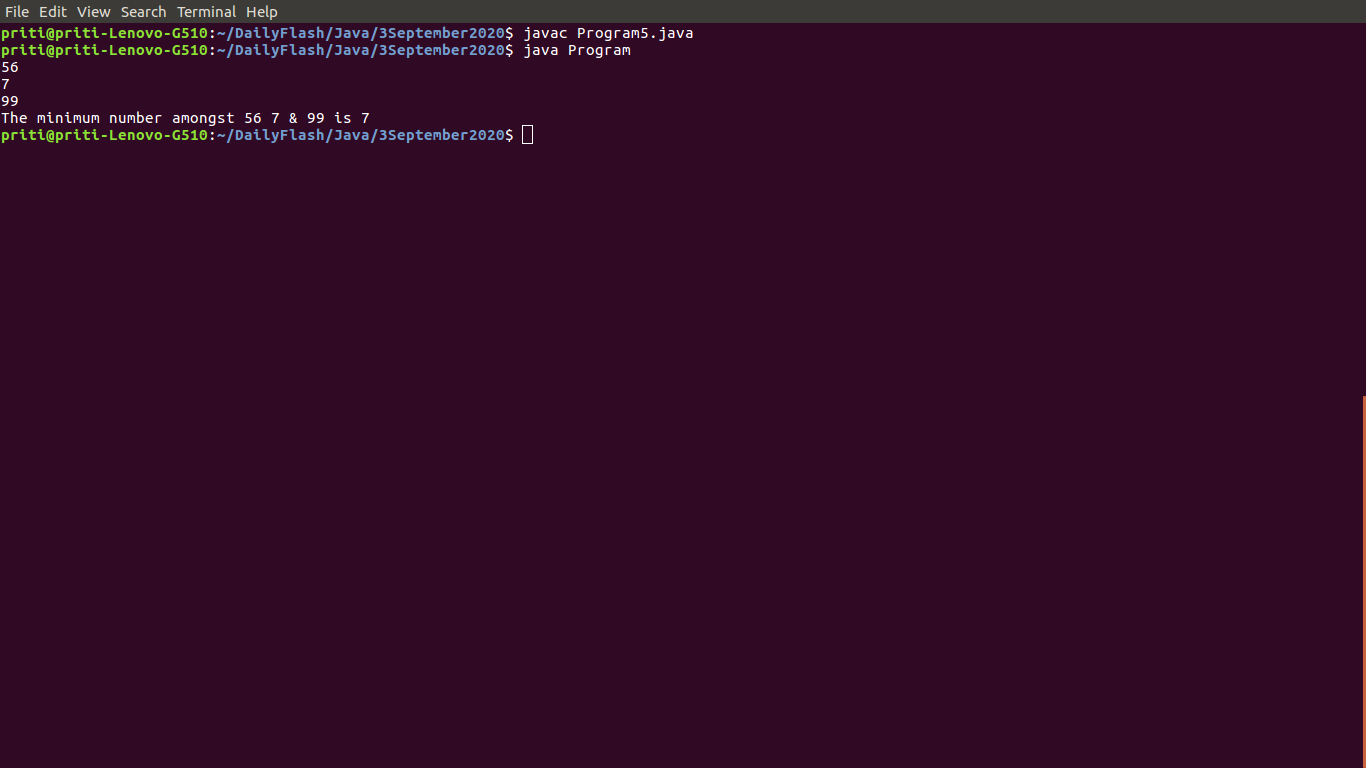 File Edit View Search Terminal Help
priti@priti-Lenovo-G510:~/DailyFlash/Java/3September2020$ javac Program5.java
priti@priti-Lenovo-G510:~/DailyFlash/Java/3September2020$ java Program
56
7
99
The minimum number amongst 56 7 & 99 is 7
priti@priti-Lenovo-G510:~/DailyFlash/Java/3September2020$